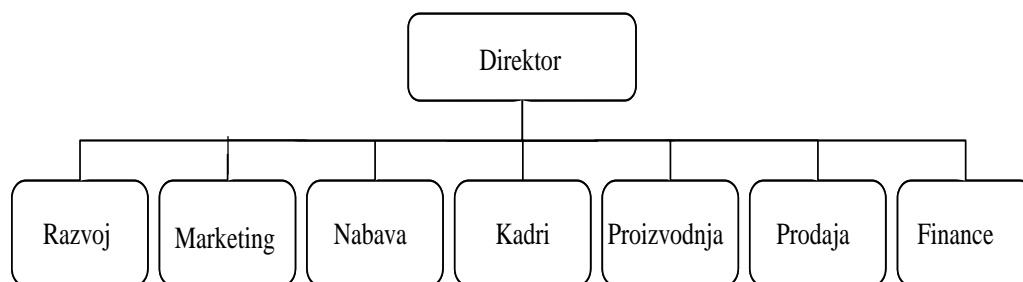 Direktor
Razvoj
Marketing
Nabava
Kadri
Proizvodnja
Prodaja
Finance